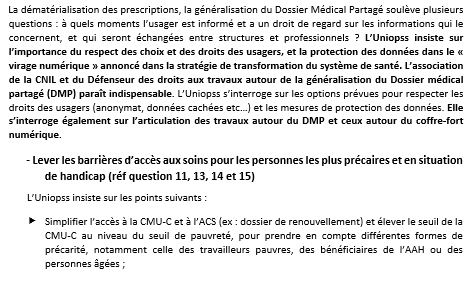 La dématérialisation des prescriptions, la généralisation du Dossier Médical Partagé soulève plusieurs
questions : à quels moments l'usager est informé et a un droit de regard sur les informations qui le
concernent, et qui seront échangées entre structures et professionnels ? L'Uniopss insiste sur
l'importance du respect des choix et des droits des usagers, et la protection des données dans le «
virage numérique » annoncé dans la stratégie de transformation du système de santé. L'association
de la CNIL et du Défenseur des droits aux travaux autour de la généralisation du Dossier médical
partagé (DMP) paraît indispensable. L'Uniopss s'interroge sur les options prévues pour respecter les
droits des usagers (anonymat, données cachées etc...) et les mesures de protection des données. Elle
s'interroge également sur l'articulation des travaux autour du DMP et ceux autour du coffre-fort
numérique.
- Lever les barrières d'accès aux soins pour les personnes les plus précaires et en situation
de handicap (réf question 11, 13, 14 et 15)
L'Uniopss insiste sur les points suivants :
► Simplifier l'accès à la CMU-C et à l'ACS (ex : dossier de renouvellement) et élever le seuil de la
CMU-C au niveau du seuil de pauvreté, pour prendre en compte différentes formes de
précarité, notamment celle des travailleurs pauvres, des bénéficiaires de l'AAH ou des
personnes âgées ;